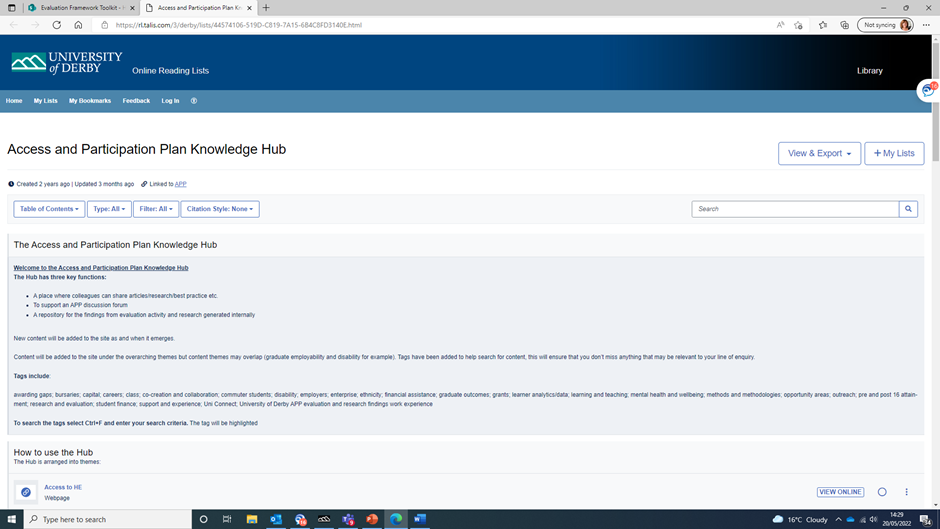 Evaluation Framework Toolkit -
Access and Participation Plan Kn
https://rl.talis.com/3/derby/lists/44574106-519D-C819-7A15-6B4C8FD3140E.html
Not syncing
UNIVERSITY
of DERBY
Online Reading Lists
Library
Home My Lists My Bookmarks Feedback Log In
Access and Participation Plan Knowledge Hub
View & Export
+ My Lists
Created 2 years ago | Updated 3 months ago Linked to APP
Table of Contents Type: All Filter: All Citation Style: None
Search
The Access and Participation Plan Knowledge Hub
Welcome to the Access and Participation Plan Knowledge Hub
The Hub has three key functions:
A place where colleagues can share articles/research/best practice etc.
To support an APP discussion forum
A repository for the findings from evaluation activity and research generated internally
New content will be added to the site as and when it emerges.
Content will be added to the site under the overarching themes but content themes may overlap (graduate employability and disability for example). Tags have been added to help search for content, this will ensure that you don't miss anything that may be relevant to your line of enquiry.
Tags include:
awarding gaps; bursaries; capital; careers; class; co-creation and collaboration; commuter students; disability; employers; enterprise; ethnicity; financial assistance; graduate outcomes; grants; learner analytics/data; learning and teaching; mental health and wellbeing; methods and methodologies; opportunity areas; outreach; pre and post 16 attain-
ment; research and evaluation; student finance; support and experience; Uni Connect; University of Derby APP evaluation and research findings work experience
To search the tags select Ctrl+F and enter your search criteria. The tag will be highlighted
How to use the Hub
The Hub is arranged into themes:
Access to HE
Webpage
VIEW ONLINE
Type here to search
16°C Cloudy
14:29
20/05/2022